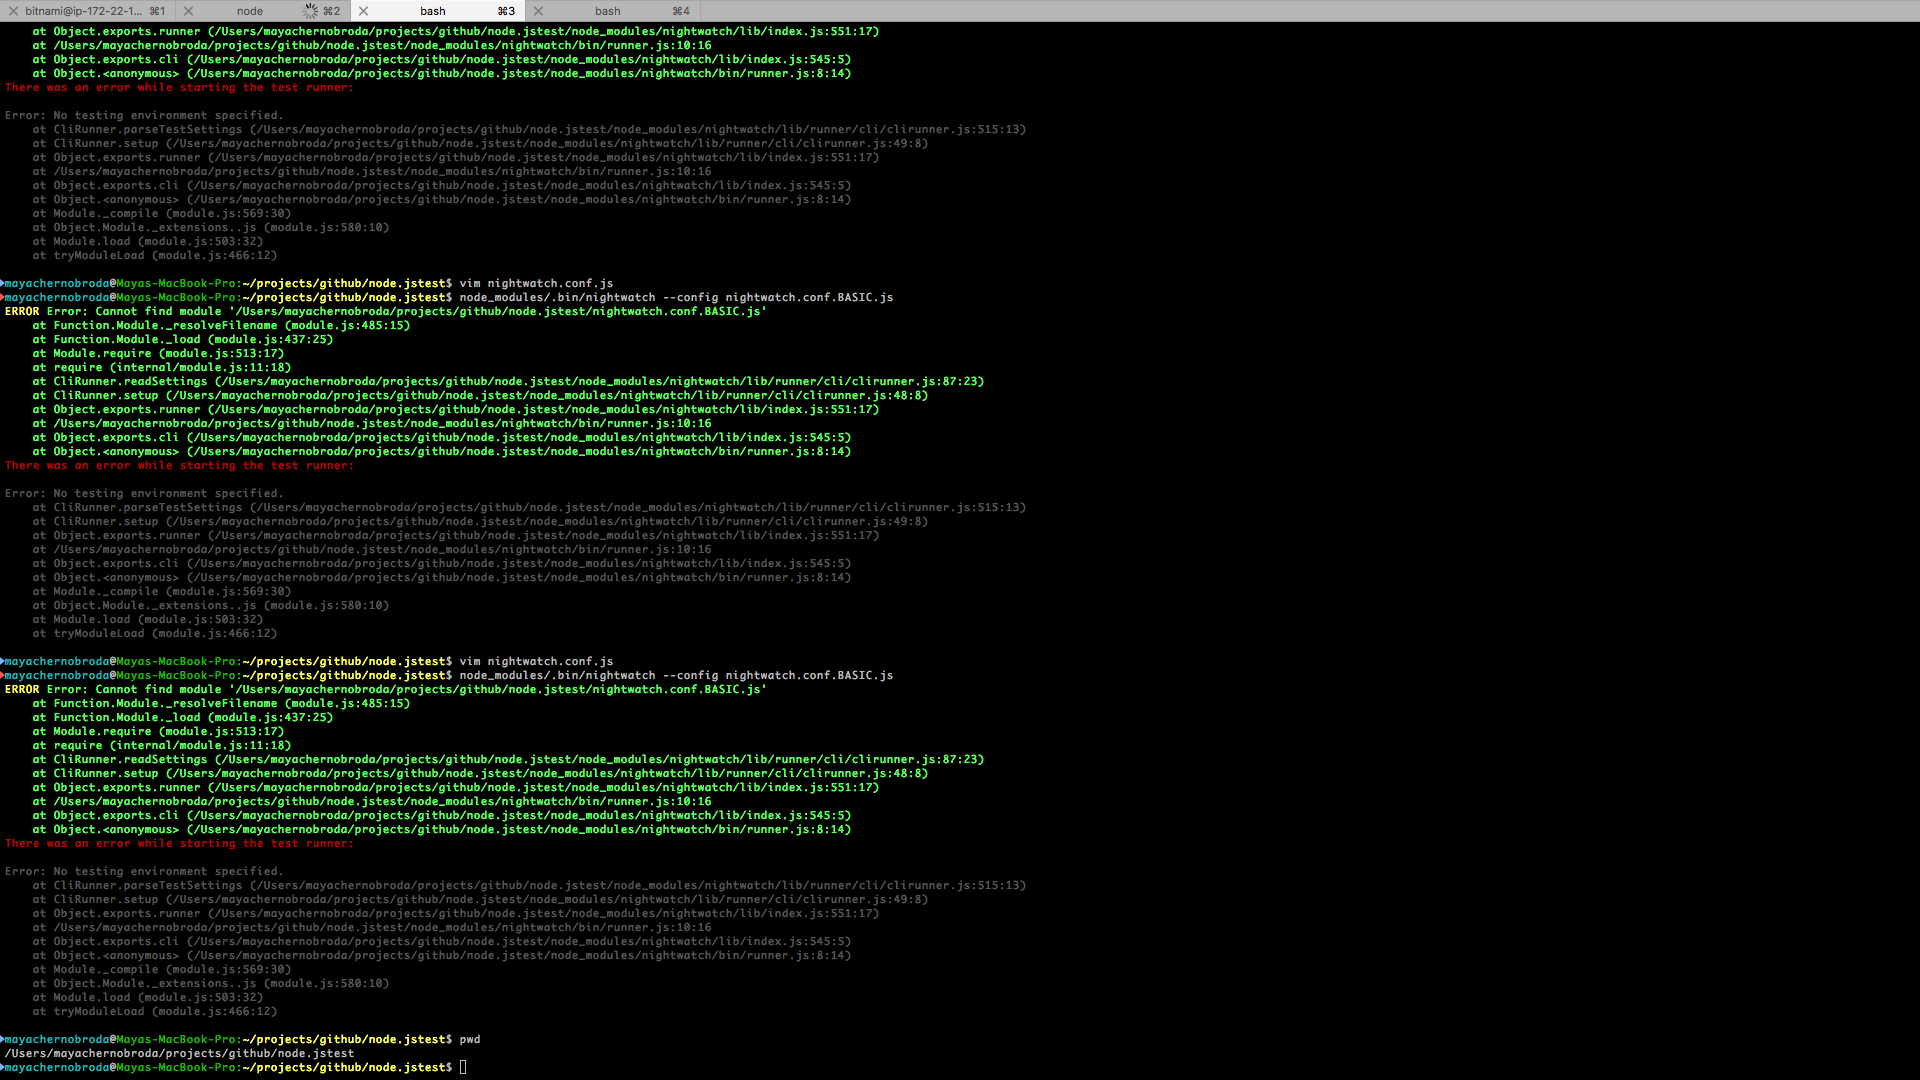 bitnami@ip-172-22-1... ⌘1 node ⌘2 bash ⌘3 bash ⌘4
at Object.exports.runner (/Users/mayachernobroda/projects/github/node.jstest/node_modules/nightwatch/lib/index.js:551:17)
at /Users/mayachernobroda/projects/github/node.jstest/node_modules/nightwatch/bin/runner.js:10:16
at Object.exports.cli (/Users/mayachernobroda/projects/github/node.jstest/node_modules/nightwatch/lib/index.js:545:5)
at Object.<anonymous> (/Users/mayachernobroda/projects/github/node.jstest/node_modules/nightwatch/bin/runner.js:8:14)
There was an error while starting the test runner:
Error: No testing environment specified.
at CliRunner.parseTestSettings (/Users/mayachernobroda/projects/github/node.jstest/node_modules/nightwatch/lib/runner/cli/clirunner.js:515:13)
at CliRunner.setup (/Users/mayachernobroda/projects/github/node.jstest/node_modules/nightwatch/lib/runner/cli/clirunner.js:49:8)
at Object.exports.runner (/Users/mayachernobroda/projects/github/node.jstest/node_modules/nightwatch/lib/index.js:551:17)
at /Users/mayachernobroda/projects/github/node.jstest/node_modules/nightwatch/bin/runner.js:10:16
at Object.exports.cli (/Users/mayachernobroda/projects/github/node.jstest/node_modules/nightwatch/lib/index.js:545:5)
at Object.<anonymous> (/Users/mayachernobroda/projects/github/node.jstest/node_modules/nightwatch/bin/runner.js:8:14)
at Module._compile (module.js:569:30)
at Object.Module._extensions..js (module.js:580:10)
at Module.load (module.js:503:32)
at tryModuleLoad (module.js:466:12)
mayachernobroda@Mayas-MacBook-Pro:~/projects/github/node.jstest$ vim nightwatch.conf.js
mayachernobroda@Mayas-MacBook-Pro:~/projects/github/node.jstest$ node_modules/.bin/nightwatch --config nightwatch.conf.BASIC.js
ERROR Error: Cannot find module '/Users/mayachernobroda/projects/github/node.jstest/nightwatch.conf.BASIC.js'
at Function.Module._resolveFilename (module.js:485:15)
at Function.Module._load (module.js:437:25)
at Module.require (module.js:513:17)
at require (internal/module.js:11:18)
at CliRunner.readSettings (/Users/mayachernobroda/projects/github/node.jstest/node_modules/nightwatch/lib/runner/cli/clirunner.js:87:23)
at CliRunner.setup (/Users/mayachernobroda/projects/github/node.jstest/node_modules/nightwatch/lib/runner/cli/clirunner.js:48:8)
at Object.exports.runner (/Users/mayachernobroda/projects/github/node.jstest/node_modules/nightwatch/lib/index.js:551:17)
at /Users/mayachernobroda/projects/github/node.jstest/node_modules/nightwatch/bin/runner.js:10:16
at Object.exports.cli (/Users/mayachernobroda/projects/github/node.jstest/node_modules/nightwatch/lib/index.js:545:5)
at Object.<anonymous> (/Users/mayachernobroda/projects/github/node.jstest/node_modules/nightwatch/bin/runner.js:8:14)
There was an error while starting the test runner:
Error: No testing environment specified.
at CliRunner.parseTestSettings (/Users/mayachernobroda/projects/github/node.jstest/node_modules/nightwatch/lib/runner/cli/clirunner.js:515:13)
at CliRunner.setup (/Users/mayachernobroda/projects/github/node.jstest/node_modules/nightwatch/lib/runner/cli/clirunner.js:49:8)
at Object.exports.runner (/Users/mayachernobroda/projects/github/node.jstest/node_modules/nightwatch/lib/index.js:551:17)
at /Users/mayachernobroda/projects/github/node.jstest/node_modules/nightwatch/bin/runner.js:10:16
at Object.exports.cli (/Users/mayachernobroda/projects/github/node.jstest/node_modules/nightwatch/lib/index.js:545:5)
at Object.<anonymous> (/Users/mayachernobroda/projects/github/node.jstest/node_modules/nightwatch/bin/runner.js:8:14)
at Module._compile (module.js:569:30)
at Object.Module._extensions..js (module.js:580:10)
at Module.load (module.js:503:32)
at tryModuleLoad (module.js:466:12)
mayachernobroda@Mayas-MacBook-Pro:~/projects/github/node.jstest$ vim nightwatch.conf.js
mayachernobroda@Mayas-MacBook-Pro:~/projects/github/node.jstest$ node_modules/.bin/nightwatch --config nightwatch.conf.BASIC.js
ERROR Error: Cannot find module '/Users/mayachernobroda/projects/github/node.jstest/nightwatch.conf.BASIC.js'
at Function.Module._resolveFilename (module.js:485:15)
at Function.Module._load (module.js:437:25)
at Module.require (module.js:513:17)
at require (internal/module.js:11:18)
at CliRunner.readSettings (/Users/mayachernobroda/projects/github/node.jstest/node_modules/nightwatch/lib/runner/cli/clirunner.js:87:23)
at CliRunner.setup (/Users/mayachernobroda/projects/github/node.jstest/node_modules/nightwatch/lib/runner/cli/clirunner.js:48:8)
at Object.exports.runner (/Users/mayachernobroda/projects/github/node.jstest/node_modules/nightwatch/lib/index.js:551:17)
at /Users/mayachernobroda/projects/github/node.jstest/node_modules/nightwatch/bin/runner.js:10:16
at Object.exports.cli (/Users/mayachernobroda/projects/github/node.jstest/node_modules/nightwatch/lib/index.js:545:5)
at Object.<anonymous> (/Users/mayachernobroda/projects/github/node.jstest/node_modules/nightwatch/bin/runner.js:8:14)
There was an error while starting the test runner:
Error: No testing environment specified.
at CliRunner.parseTestSettings (/Users/mayachernobroda/projects/github/node.jstest/node_modules/nightwatch/lib/runner/cli/clirunner.js:515:13)
at CliRunner.setup (/Users/mayachernobroda/projects/github/node.jstest/node_modules/nightwatch/lib/runner/cli/clirunner.js:49:8)
at Object.exports.runner (/Users/mayachernobroda/projects/github/node.jstest/node_modules/nightwatch/lib/index.js:551:17)
at /Users/mayachernobroda/projects/github/node.jstest/node_modules/nightwatch/bin/runner.js:10:16
at Object.exports.cli (/Users/mayachernobroda/projects/github/node.jstest/node_modules/nightwatch/lib/index.js:545:5)
at Object.<anonymous> (/Users/mayachernobroda/projects/github/node.jstest/node_modules/nightwatch/bin/runner.js:8:14)
at Module._compile (module.js:569:30)
at Object.Module._extensions..js (module.js:580:10)
at Module.load (module.js:503:32)
at tryModuleLoad (module.js:466:12)
mayachernobroda@Mayas-MacBook-Pro:~/projects/github/node.jstest$ pwd
/Users/mayachernobroda/projects/github/node.jstest
mayachernobroda@Mayas-MacBook-Pro:~/projects/github/node.jstest$